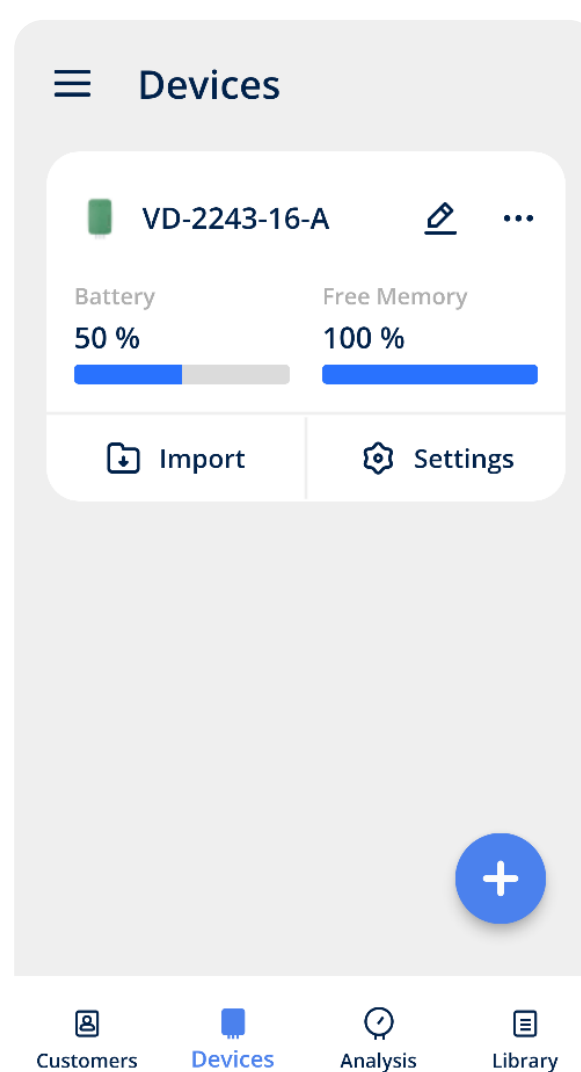 Devices
VD-2243-16-A
Battery Free Memory
50 % 100 %
Import Settings
Customers Devices Analysis Library